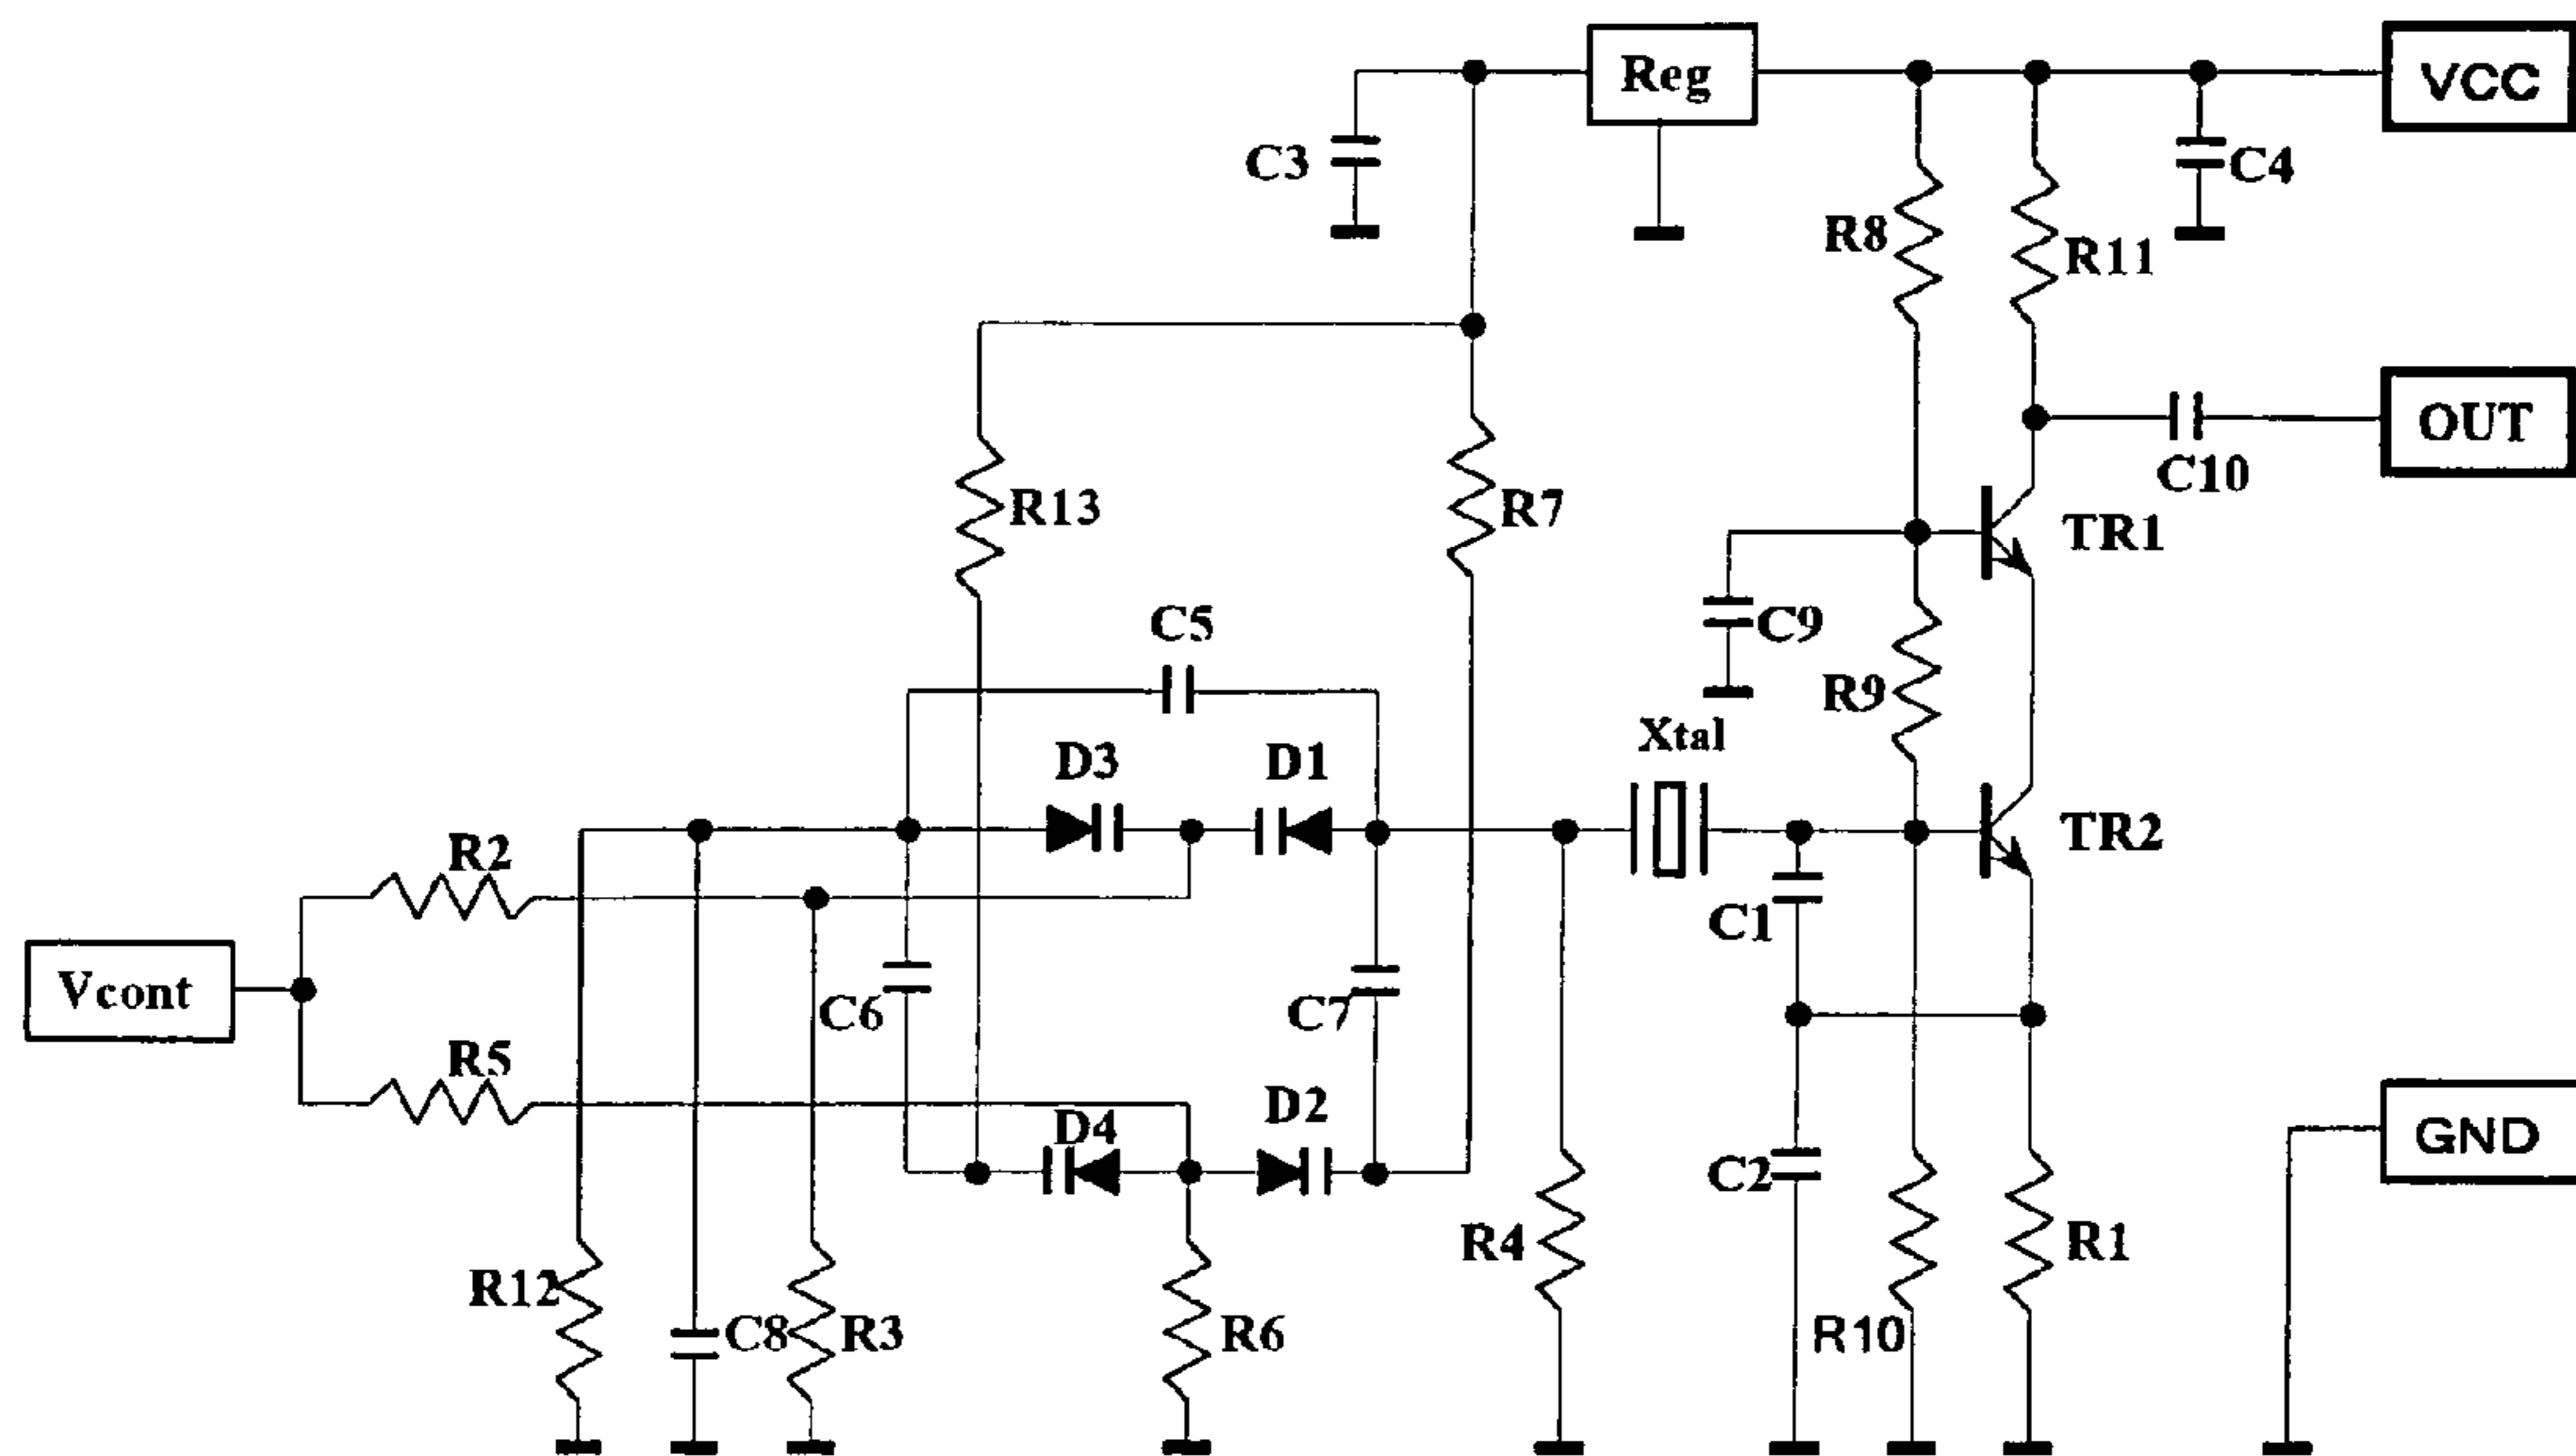 Reg
VCC
C3
C4
R8
R11
OUT
C10
R13
R7
TR1
C5
C9
R9
Xtal
D3
D1
R2
TR2
C1
Vcont
C6
C7
R5
D4
D2
GND
C2
R12
R4
R1
C8
R3
R6
R10